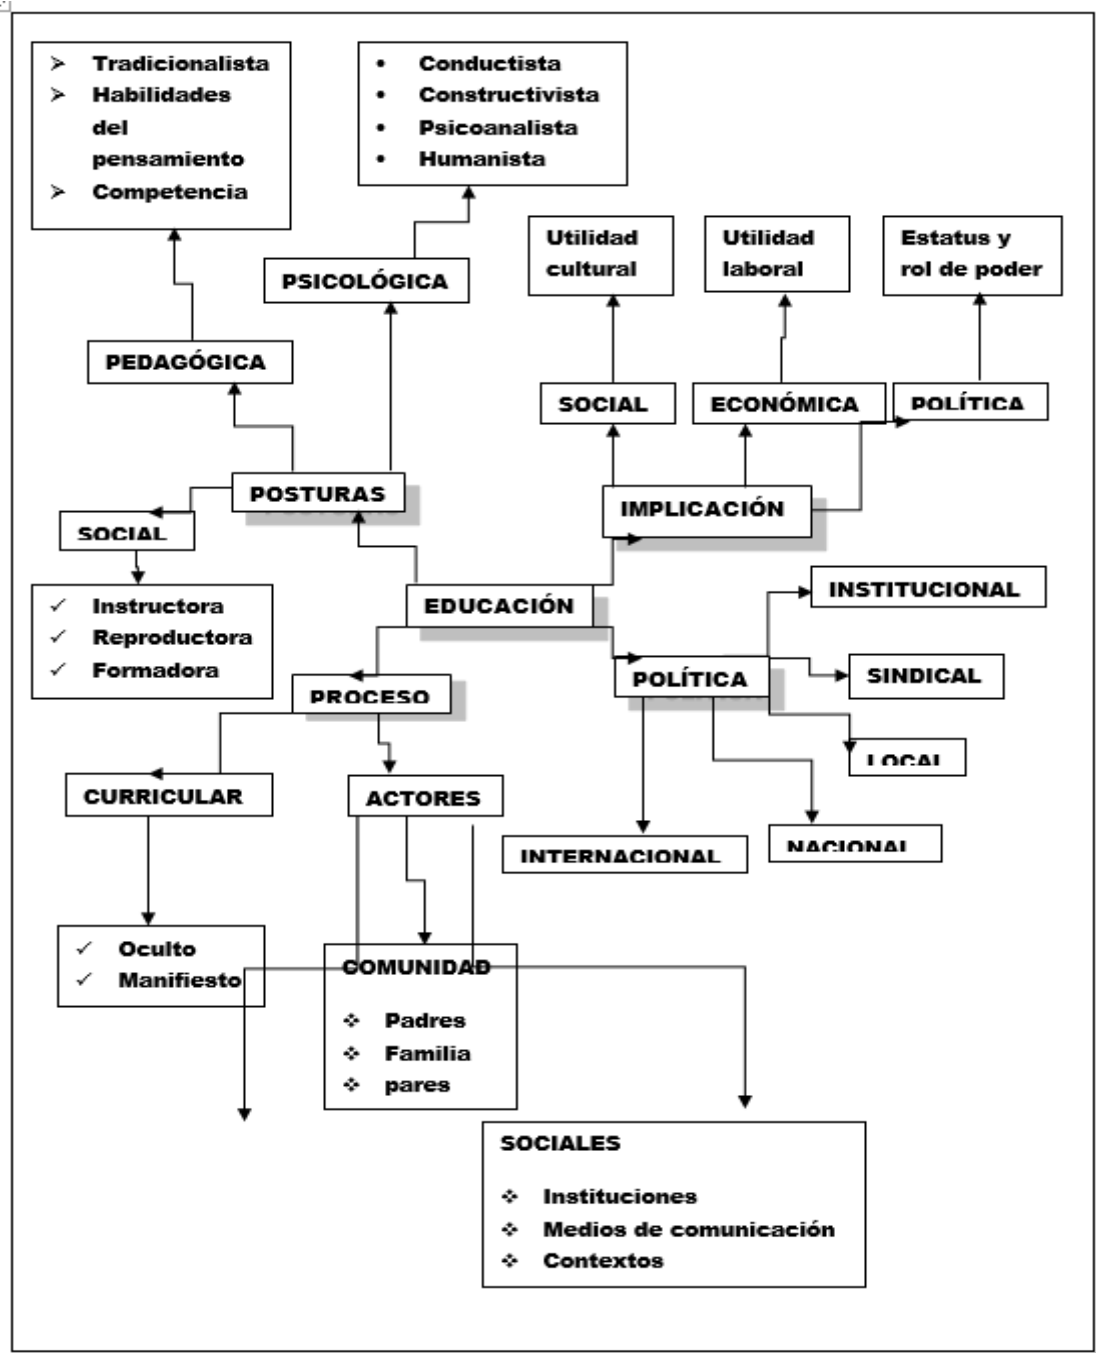 Tradicionalista
Habilidades
del
pensamiento
Competencia
Conductista
Constructivista
Psicoanalista
Humanista
PSICOLÓGICA
Utilidad
cultural
Utilidad
laboral
Estatus y
rol de poder
PEDAGÓGICA
SOCIAL
ECONÓMICA
POLÍTICA
POSTURAS
IMPLICACIÓN
SOCIAL
Instructora
Reproductora
Formadora
EDUCACIÓN
INSTITUCIONAL
PROCESO
POLÍTICA
SINDICAL
LOCAL
CURRICULAR
ACTORES
INTERNACIONAL
NACIONAL
Oculto
Manifiesto
COMUNIDAD
Padres
Familia
pares
SOCIALES
Instituciones
Medios de comunicación
Contextos